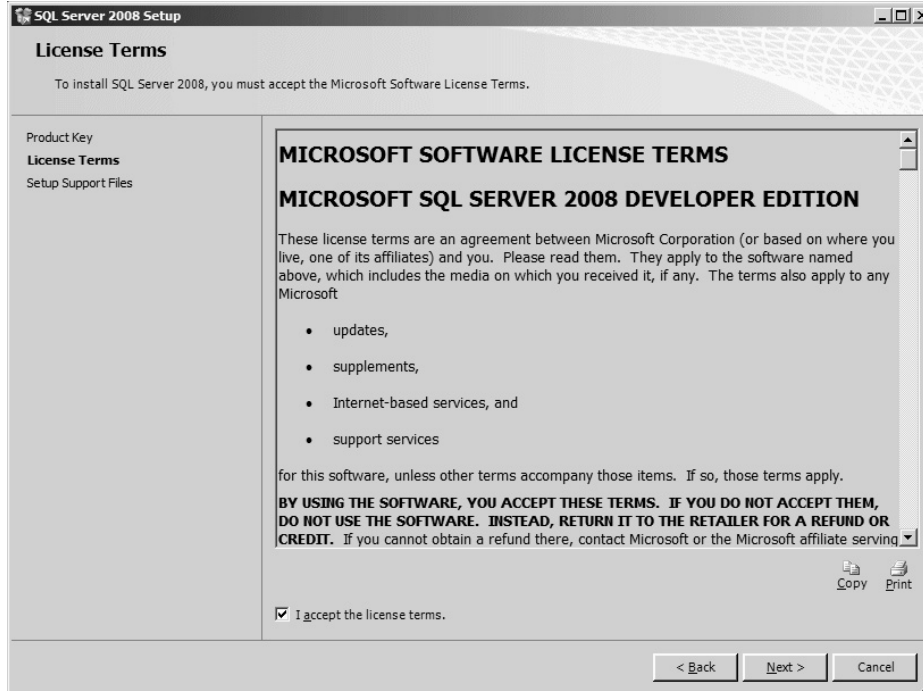 SQL Server 2008 Setup
License Terms
To install SQL Server 2008, you must accept the Microsoft Software License Terms.
Product Key
License Terms
Setup Support Files
MICROSOFT SOFTWARE LICENSE TERMS
MICROSOFT SQL SERVER 2008 DEVELOPER EDITION
These license terms are an agreement between Microsoft Corporation (or based on where you
live, one of its affiliates) and you. Please read them. They apply to the software named
above, which includes the media on which you received it, if any. The terms also apply to any
Microsoft
• updates,
• supplements,
• Internet-based services, and
• support services
for this software, unless other terms accompany those items. If so, those terms apply.
BY USING THE SOFTWARE, YOU ACCEPT THESE TERMS. IF YOU DO NOT ACCEPT THEM,
DO NOT USE THE SOFTWARE. INSTEAD, RETURN IT TO THE RETAILER FOR A REFUND OR
CREDIT. If you cannot obtain a refund there, contact Microsoft or the Microsoft affiliate serving
Copy Print
I accept the license terms.
< Back Next > Cancel